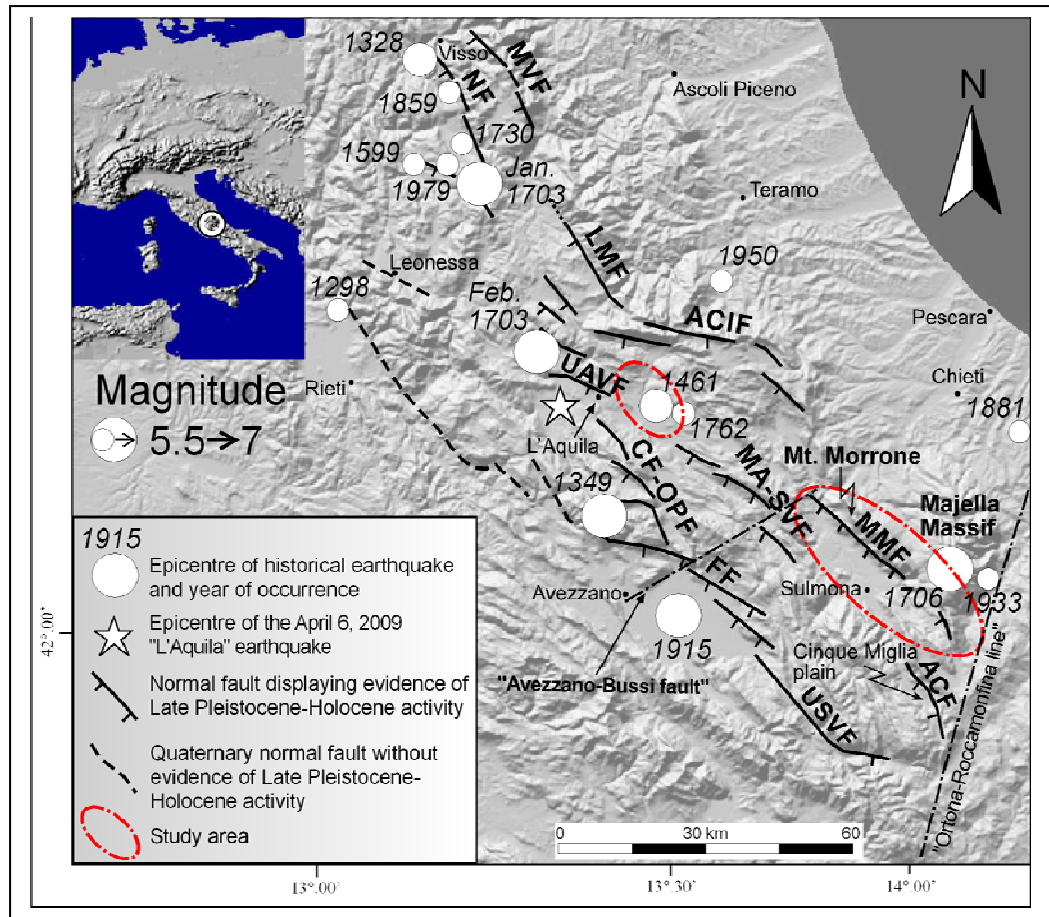 1328
Visso
MVF
NF
1859
Ascoli Piceno
N
1730
1599
Jan.
1703
1979
Teramo
LMF
Leonessa
1950
1298
Feb.
1703
ACIF
Pescara
Rieti
UAVF
1461
Chieti
1881
Magnitude
5.5→7
1762
L'Aquila
CF-OPF
MA-SVF
Mt. Morrone
1349
MMF
Majella
Massif
FF
Avezzano
Sulmona
1706
1933
1915
Cinque Miglia
plain
"Avezzano-Bussi fault"
ACF
USVF
"Ortona-Roccamonfina line"
1915
Epicentre of historical earthquake
and year of occurrence
Epicentre of the April 6, 2009
"L'Aquila" earthquake
Normal fault displaying evidence of
Late Pleistocene-Holocene activity
Quaternary normal fault without
evidence of Late Pleistocene-
Holocene activity
Study area
0 30 km 60
42°.00'
13°.00'
13°.30'
14°.00'